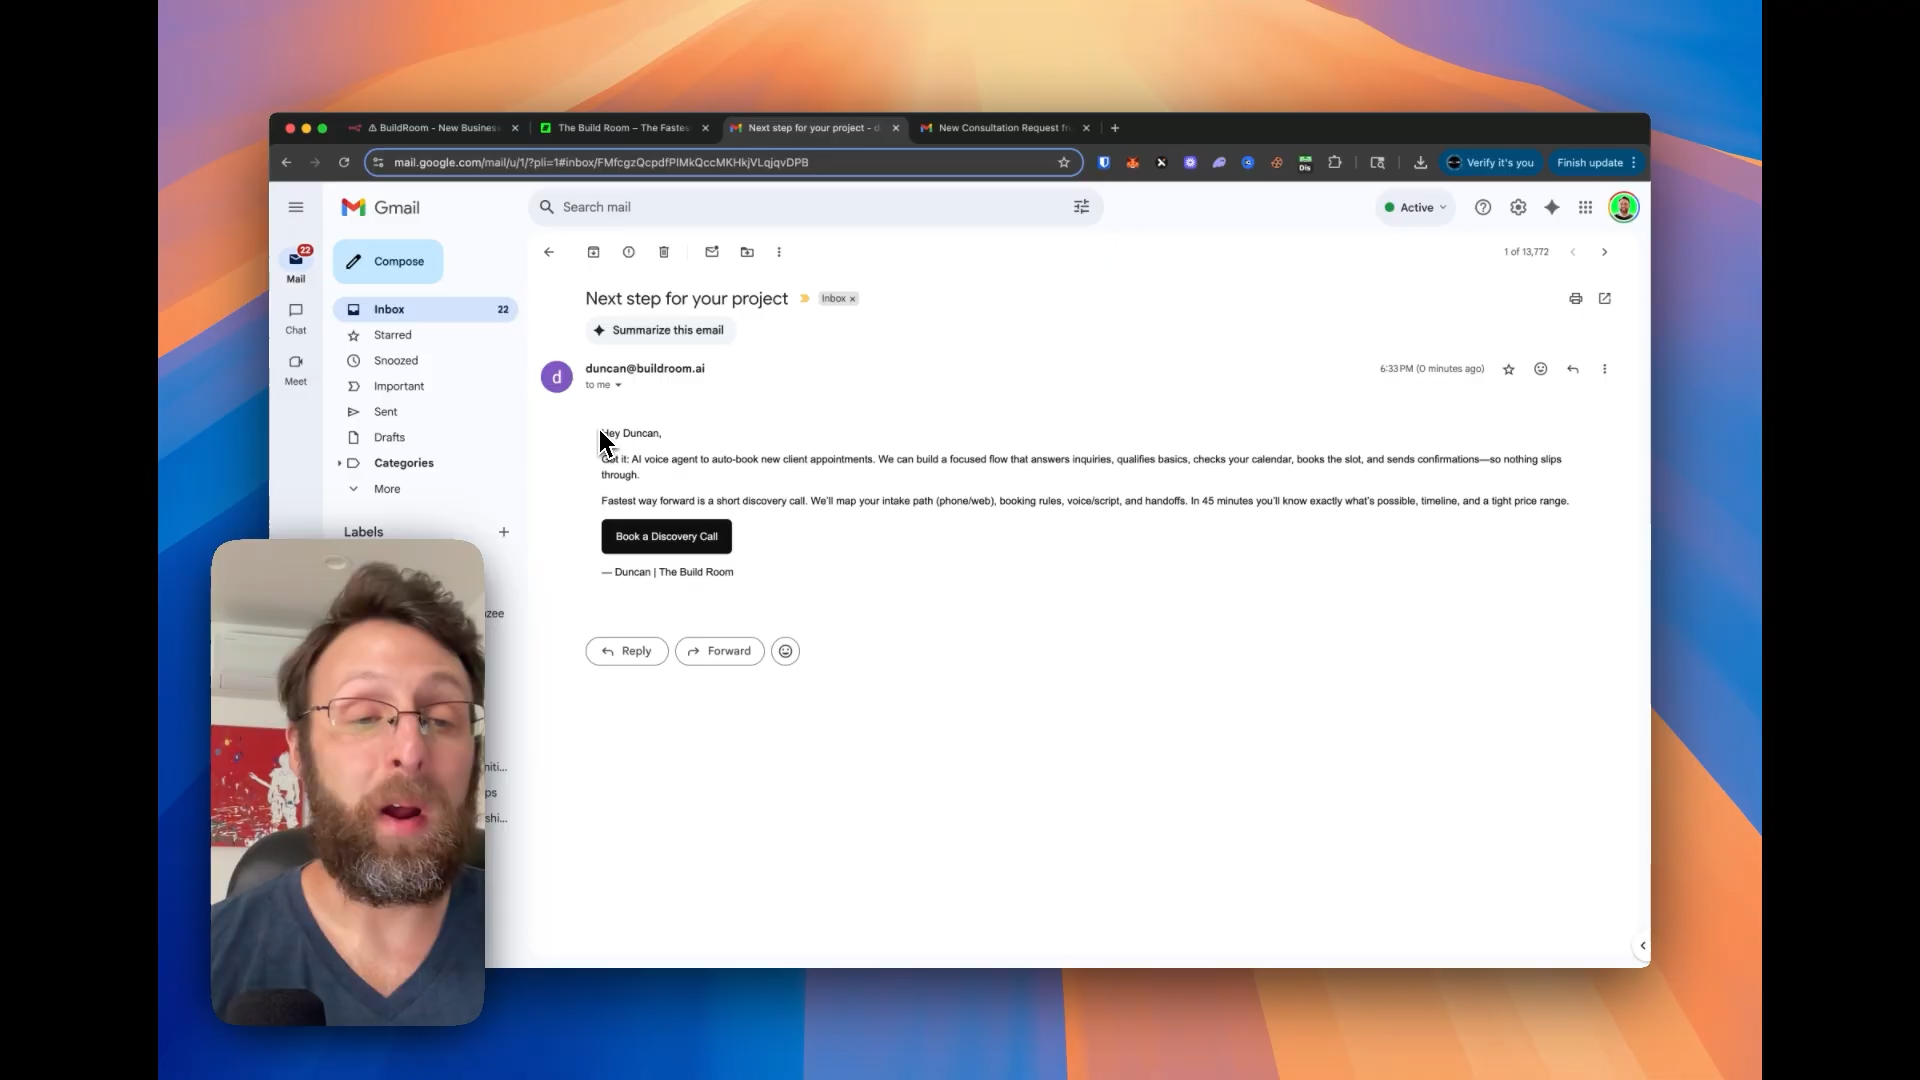 ⚠ BuildRoom - New Business
The Build Room – The Fastes
Next step for your project - d
New Consultation Request fr
mail.google.com/mail/u/1/?pli=1#inbox/FMfcgzQcpdfPlMkQccMKHkjVLqjqvDPB
Dis
Verify it's you
Finish update
Gmail
Search mail
Active
22
Mail
Compose
1 of 13,772
Chat
Inbox 22
Next step for your project
Inbox ×
Starred
Summarize this email
Snoozed
Meet
duncan@buildroom.ai
6:33 PM (0 minutes ago)
to me
Important
Sent
Drafts
Hey Duncan,
Categories
Got it: AI voice agent to auto-book new client appointments. We can build a focused flow that answers inquiries, qualifies basics, checks your calendar, books the slot, and sends confirmations—so nothing slips
through.
More
Fastest way forward is a short discovery call. We'll map your intake path (phone/web), booking rules, voice/script, and handoffs. In 45 minutes you'll know exactly what's possible, timeline, and a tight price range.
Labels
Book a Discovery Call
— Duncan | The Build Room
zee
Reply
Forward
niti...
ps
shi...